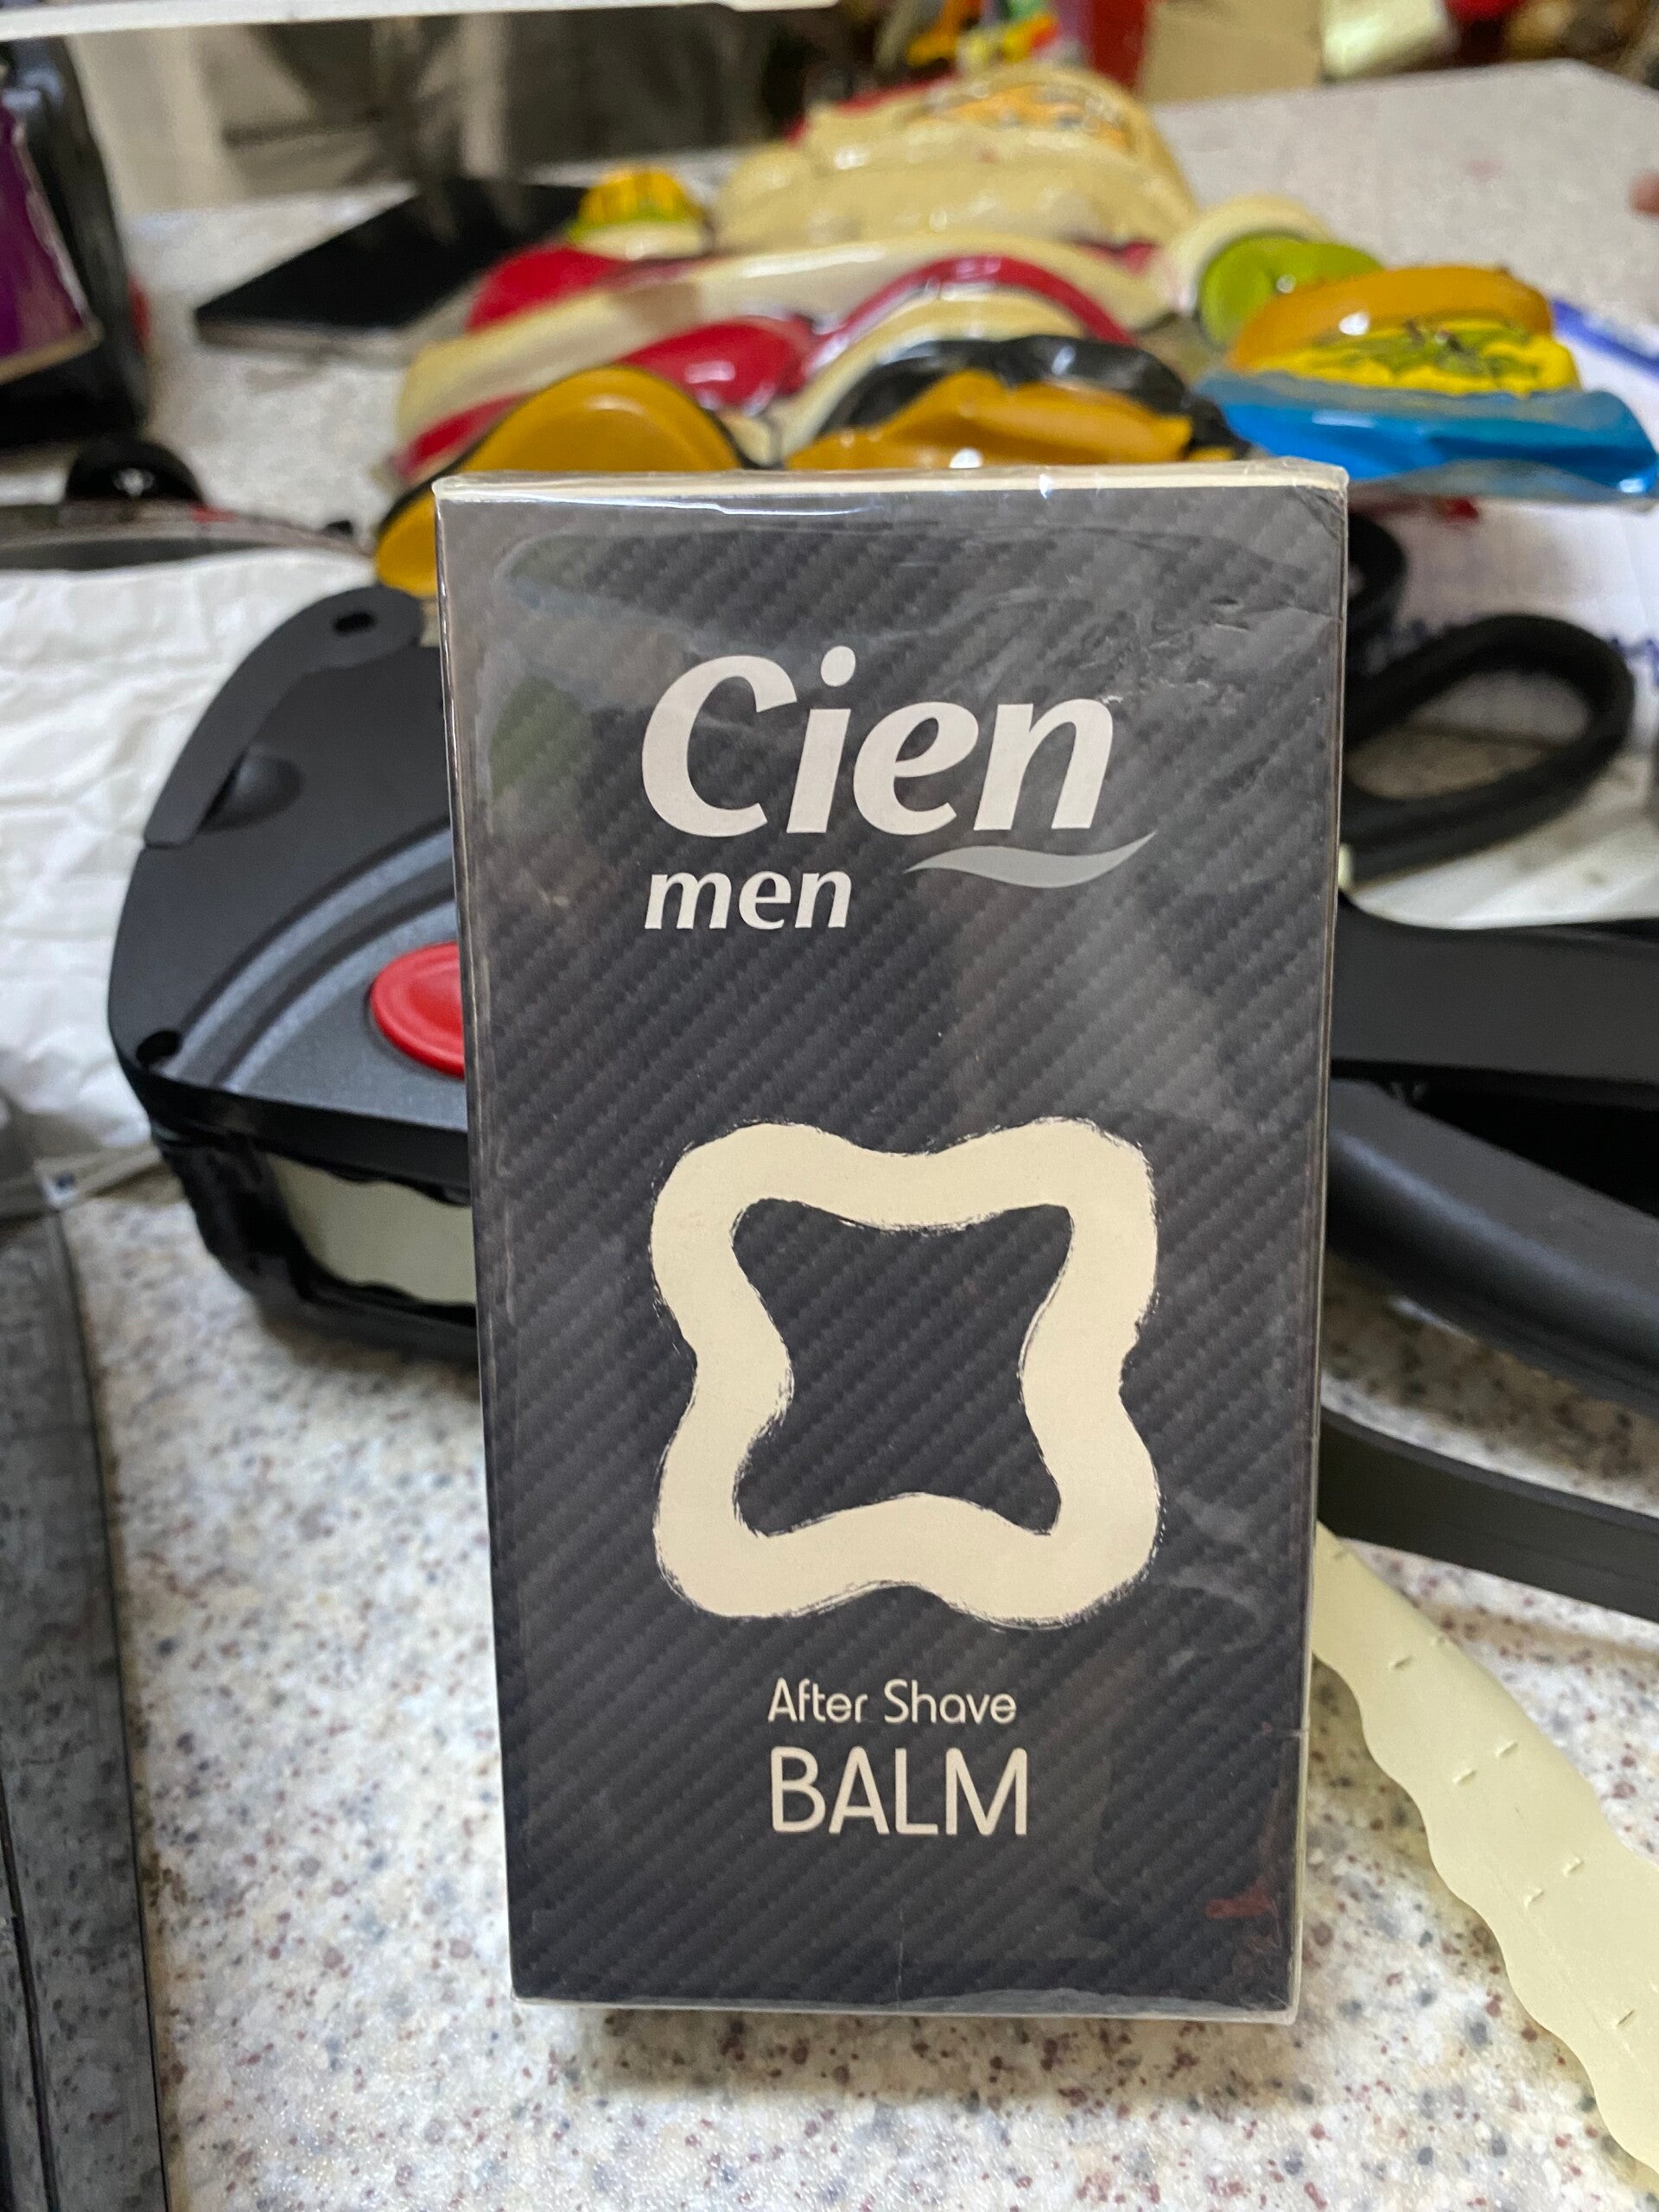 Cien
men
After Shave
BALM